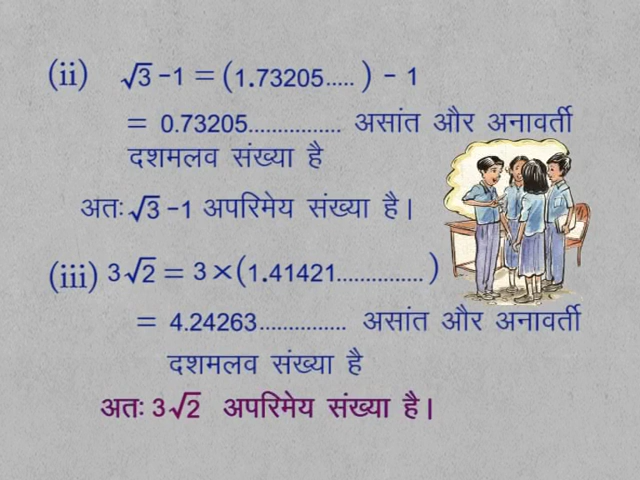 (ii) √3 -1 = (1.73205..... ) - 1
= 0.73205................ असांत और अनावर्ती
दशमलव संख्या है
अतः √3 -1 अपरिमेय संख्या है।
(iii) 3√2 = 3 × (1.41421............... )
= 4.24263............... असांत और अनावर्ती
दशमलव संख्या है
अतः 3√2 अपरिमेय संख्या है।